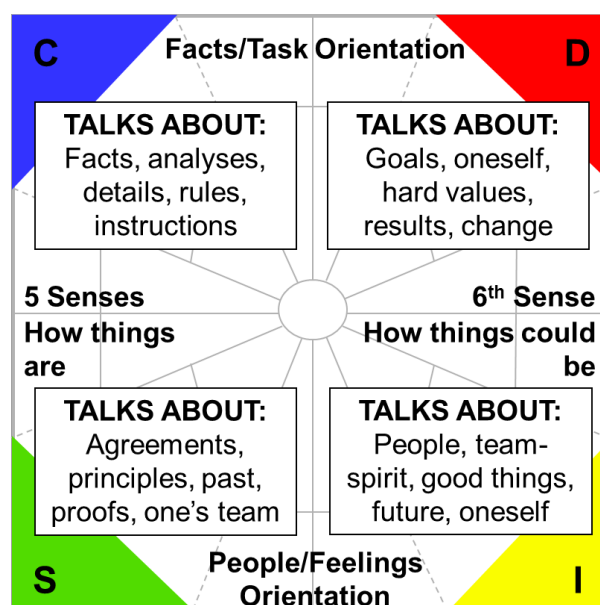 C
Facts/Task Orientation
D
TALKS ABOUT:
Facts, analyses,
details, rules,
instructions
TALKS ABOUT:
Goals, oneself,
hard values,
results, change
5 Senses
How things
are
6th Sense
How things could
be
TALKS ABOUT:
Agreements,
principles, past,
proofs, one’s team
TALKS ABOUT:
People, team-
spirit, good things,
future, oneself
S
People/Feelings
Orientation
I